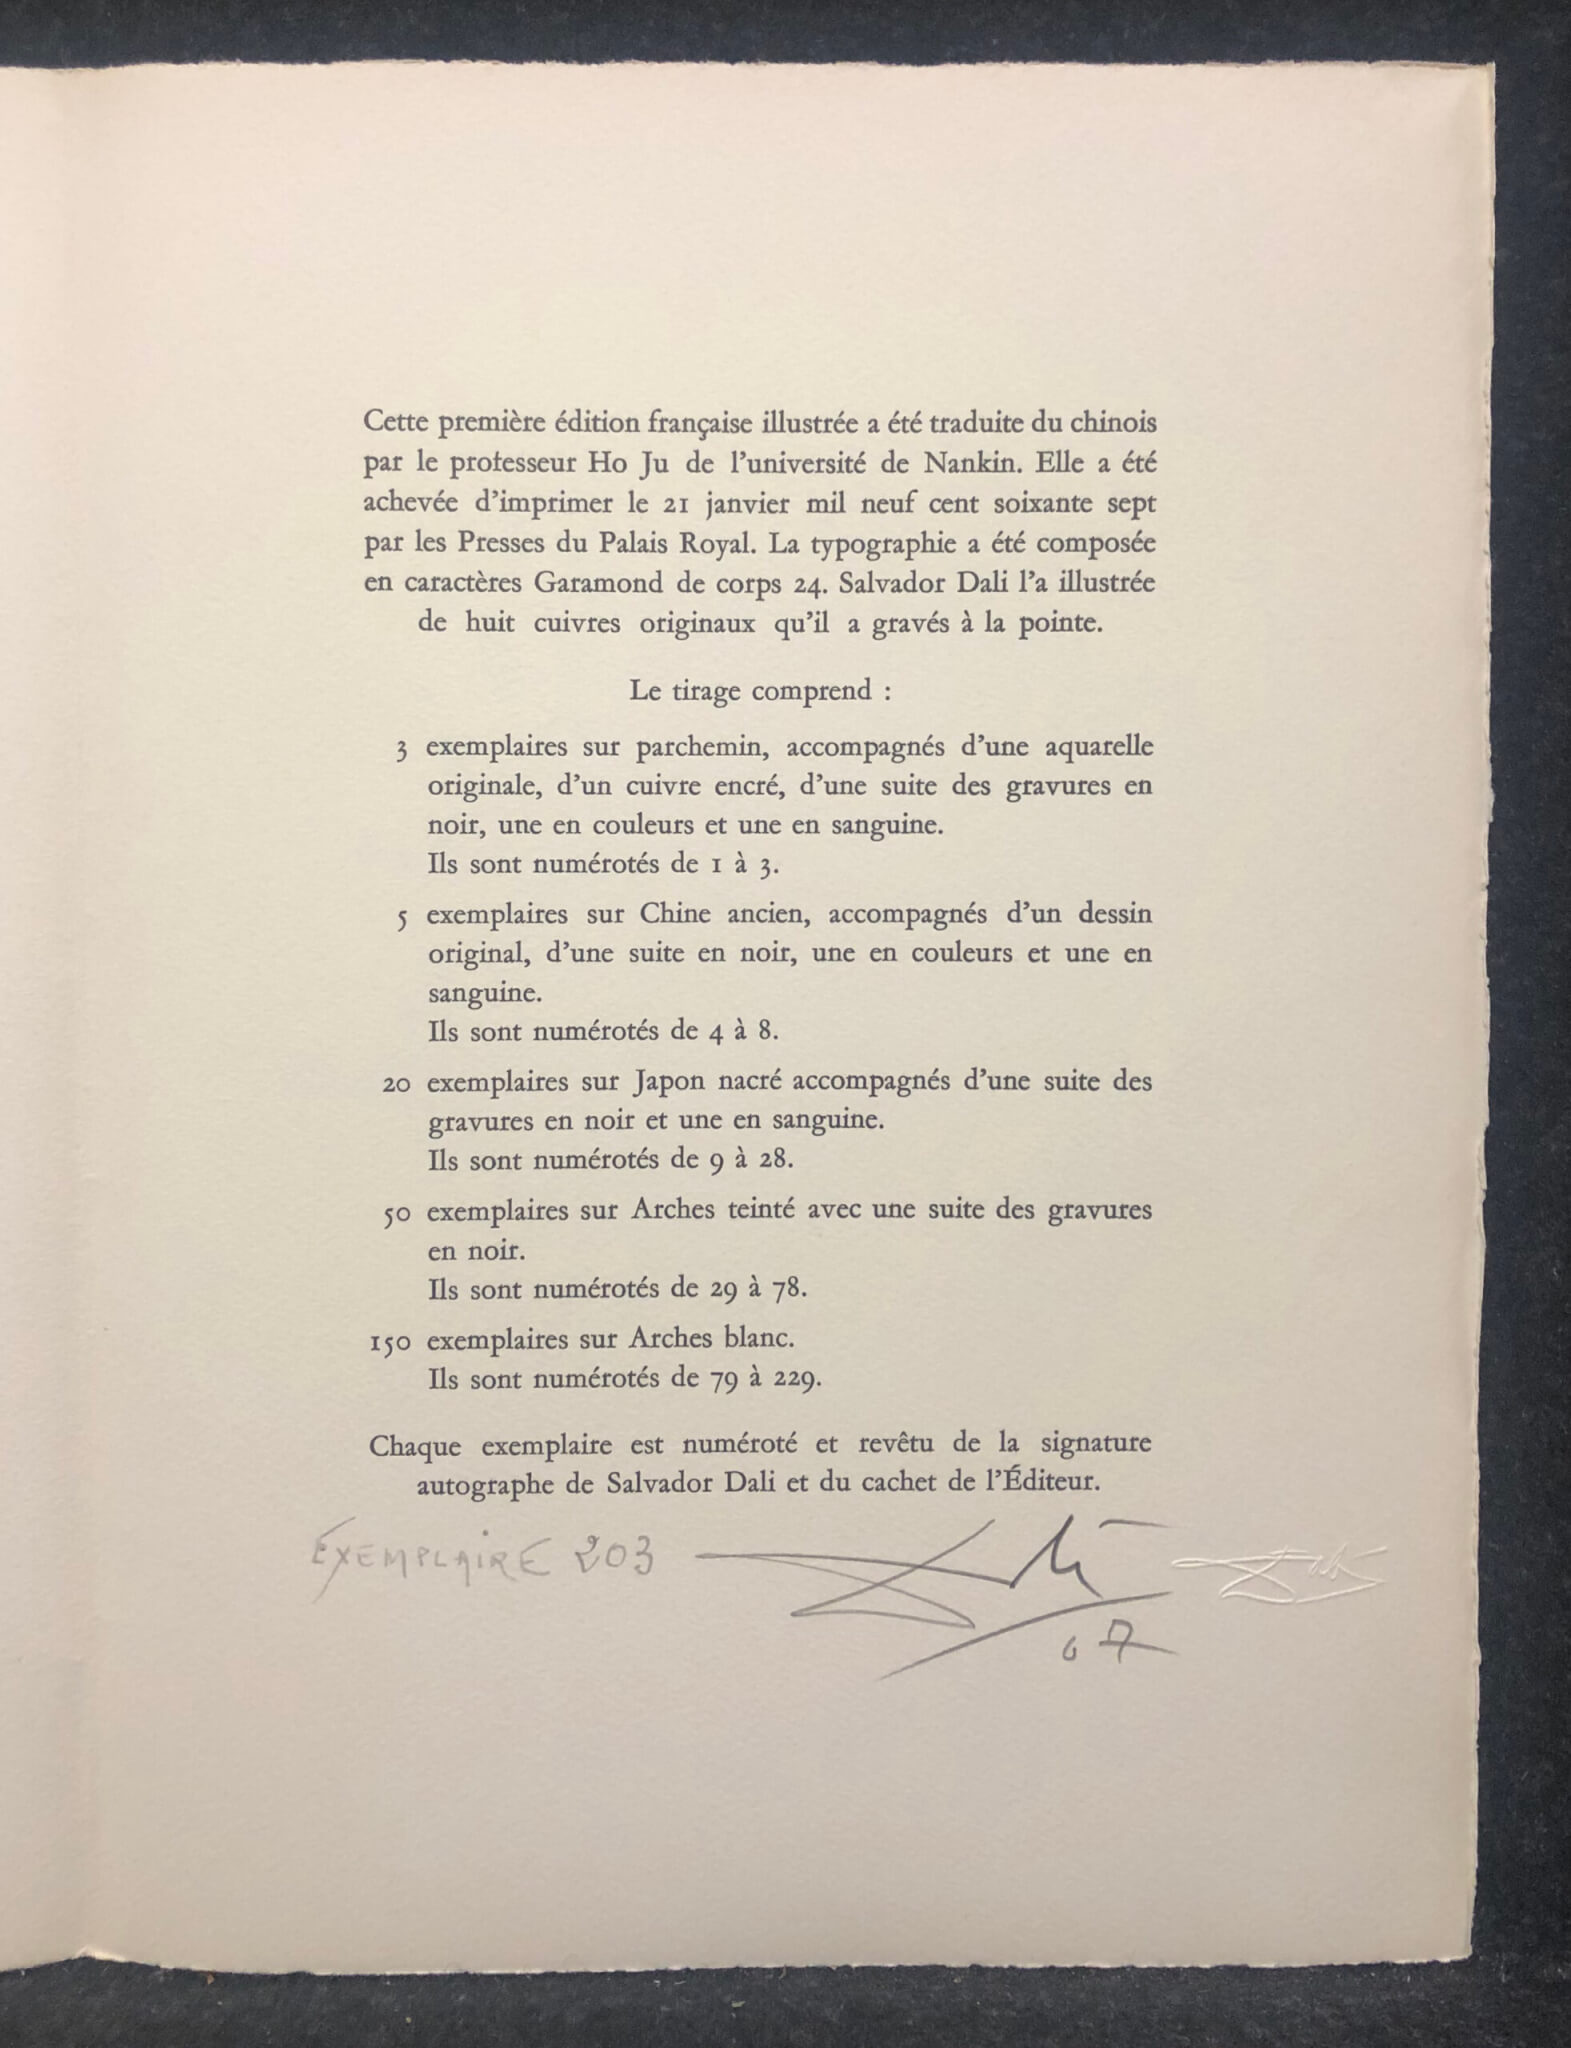 Cette première édition française illustrée a été traduite du chinois
par le professeur Ho Ju de l'université de Nankin. Elle a été
achevée d'imprimer le 21 janvier mil neuf cent soixante sept
par les Presses du Palais Royal. La typographie a été composée
en caractères Garamond de corps 24. Salvador Dali l'a illustrée
de huit cuivres originaux qu'il a gravés à la pointe.
Le tirage comprend :
3 exemplaires sur parchemin, accompagnés d'une aquarelle
originale, d'un cuivre encré, d'une suite des gravures en
noir, une en couleurs et une en sanguine.
Ils sont numérotés de 1 à 3.
5 exemplaires sur Chine ancien, accompagnés d'un dessin
original, d'une suite en noir, une en couleurs et une en
sanguine.
Ils sont numérotés de 4 à 8.
20 exemplaires sur Japon nacré accompagnés d'une suite des
gravures en noir et une en sanguine.
Ils sont numérotés de 9 à 28.
50 exemplaires sur Arches teinté avec une suite des gravures
en noir.
Ils sont numérotés de 29 à 78.
150 exemplaires sur Arches blanc.
Ils sont numérotés de 79 à 229.
Chaque exemplaire est numéroté et revêtu de la signature
autographe de Salvador Dali et du cachet de l'Éditeur.
EXEMPLAIRE 203 Dali Dali
67